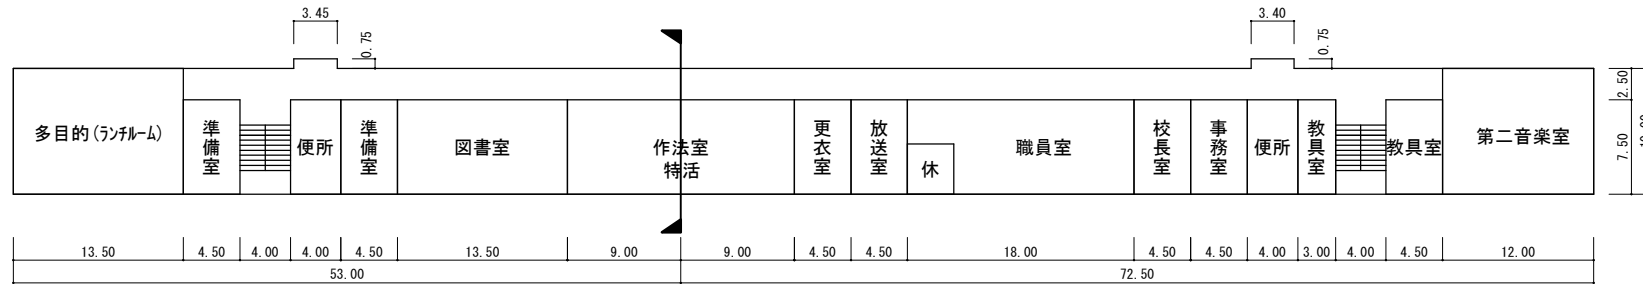 3.45
3.40
0.75
0.75
多目的(ランチルーム)
準備室
便所
準備室
図書室
作法室
特活
更衣室
放送室
休
職員室
校長室
事務室
便所
教具室
教具室
第二音楽室
2.50
7.50
13.50
4.50
4.00
4.00
4.50
13.50
9.00
9.00
4.50
4.50
18.00
4.50
4.50
4.00
3.00
4.00
4.50
12.00
53.00
72.50